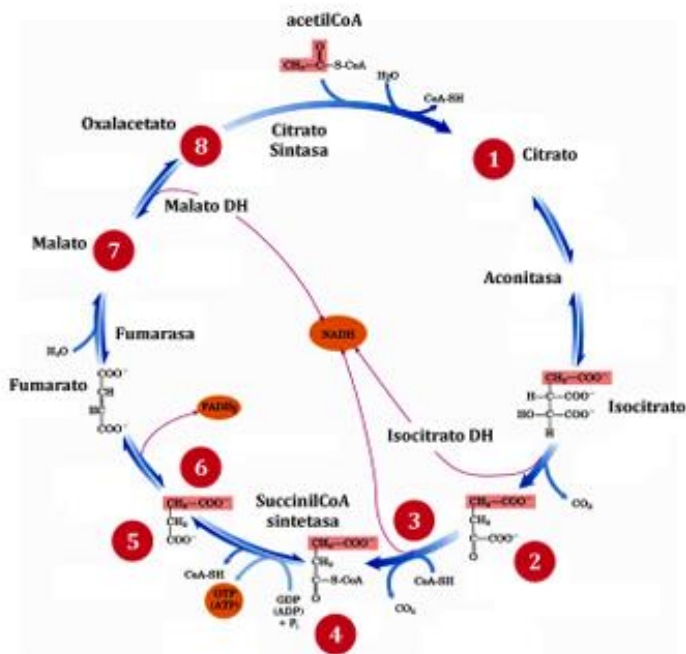 acetilCoA
O
CH₃—C—S-CoA
H₂O
CoA-SH
Oxalacetato
8
Citrato
Sintasa
1
Citrato
Malato DH
Malato
7
Aconitasa
NADH
Fumarasa
H₂O
Fumarato
COO⁻
CH
HC
COO⁻
FADH₂
CH₂—COO⁻
H—C—COO⁻
HO—C—COO⁻
H
Isocitrato
Isocitrato DH
CO₂
6
CH₂—COO⁻
CH₂
COO⁻
5
SuccinilCoA
sintetasa
3
CH₂—COO⁻
CH₂
C—COO⁻
O
2
CH₂—COO⁻
CH₂
C—S-CoA
O
CoA-SH
GTP
(ATP)
GDP
(ADP)
+ Pᵢ
4
CoA-SH
CO₂